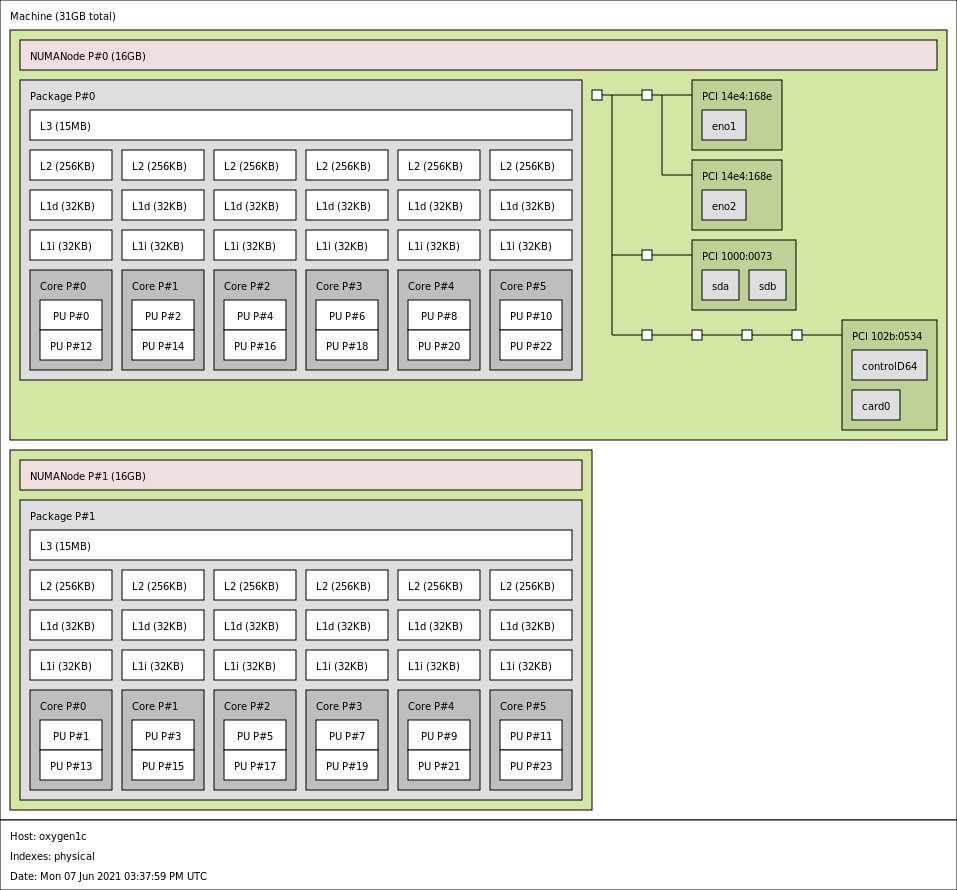 Machine (31GB total)
NUMANode P#0 (16GB)
Package P#0
L3 (15MB)
L2 (256KB) L2 (256KB) L2 (256KB) L2 (256KB) L2 (256KB) L2 (256KB)
L1d (32KB) L1d (32KB) L1d (32KB) L1d (32KB) L1d (32KB) L1d (32KB)
L1i (32KB) L1i (32KB) L1i (32KB) L1i (32KB) L1i (32KB) L1i (32KB)
Core P#0 Core P#1 Core P#2 Core P#3 Core P#4 Core P#5
PU P#0 PU P#2 PU P#4 PU P#6 PU P#8 PU P#10
PU P#12 PU P#14 PU P#16 PU P#18 PU P#20 PU P#22
PCI 14e4:168e
eno1
PCI 14e4:168e
eno2
PCI 1000:0073
sda sdb
PCI 102b:0534
controlD64
card0
NUMANode P#1 (16GB)
Package P#1
L3 (15MB)
L2 (256KB) L2 (256KB) L2 (256KB) L2 (256KB) L2 (256KB) L2 (256KB)
L1d (32KB) L1d (32KB) L1d (32KB) L1d (32KB) L1d (32KB) L1d (32KB)
L1i (32KB) L1i (32KB) L1i (32KB) L1i (32KB) L1i (32KB) L1i (32KB)
Core P#0 Core P#1 Core P#2 Core P#3 Core P#4 Core P#5
PU P#1 PU P#3 PU P#5 PU P#7 PU P#9 PU P#11
PU P#13 PU P#15 PU P#17 PU P#19 PU P#21 PU P#23
Host: oxygen1c
Indexes: physical
Date: Mon 07 Jun 2021 03:37:59 PM UTC